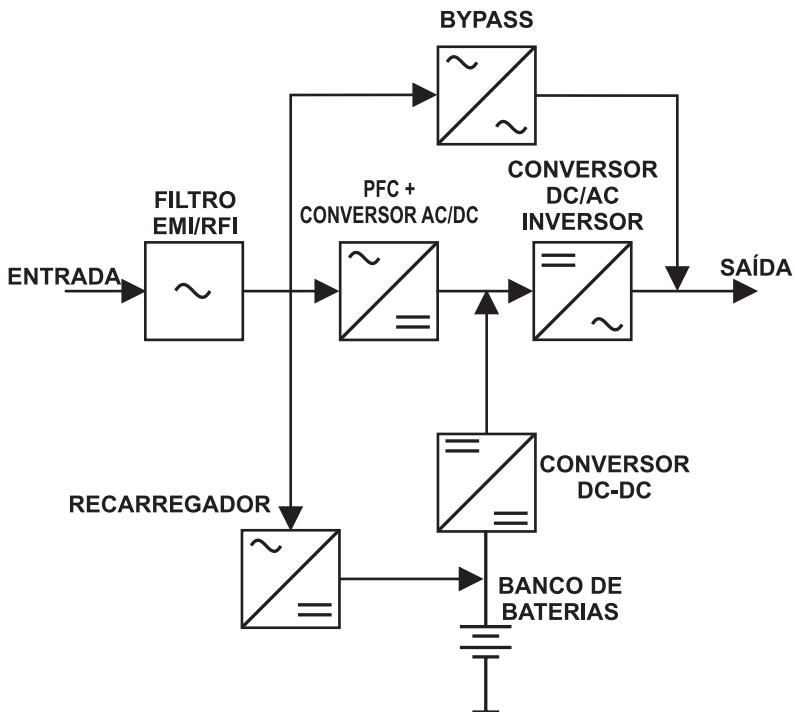 BYPASS
FILTRO
EMI/RFI
PFC +
CONVERSOR AC/DC
CONVERSOR
DC/AC
INVERSOR
ENTRADA
SAÍDA
CONVERSOR
DC-DC
RECARREGADOR
BANCO DE
BATERIAS